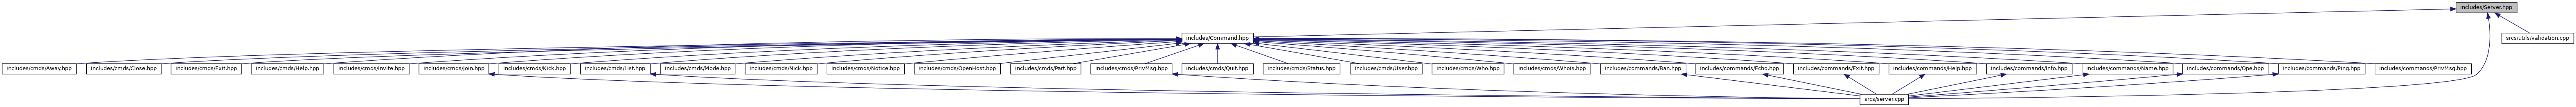 includes/Server.hpp
includes/Command.hpp
srcs/utils/validation.cpp
includes/cmds/Away.hpp
includes/cmds/Close.hpp
includes/cmds/Exit.hpp
includes/cmds/Help.hpp
includes/cmds/Invite.hpp
includes/cmds/Join.hpp
includes/cmds/Kick.hpp
includes/cmds/List.hpp
includes/cmds/Mode.hpp
includes/cmds/Nick.hpp
includes/cmds/Notice.hpp
includes/cmds/OpenHost.hpp
includes/cmds/Part.hpp
includes/cmds/PrivMsg.hpp
includes/cmds/Quit.hpp
includes/cmds/Status.hpp
includes/cmds/User.hpp
includes/cmds/Who.hpp
includes/cmds/Whois.hpp
includes/commands/Ban.hpp
includes/commands/Echo.hpp
includes/commands/Exit.hpp
includes/commands/Help.hpp
includes/commands/Info.hpp
includes/commands/Name.hpp
includes/commands/Ope.hpp
includes/commands/Ping.hpp
includes/commands/PrivMsg.hpp
srcs/server.cpp